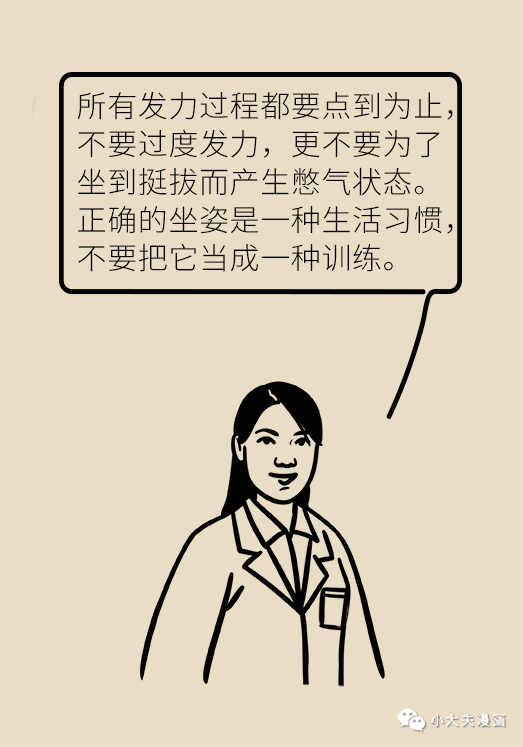 所有发力过程都要点到为止，
不要过度发力，更不要为了
坐到挺拔而产生憋气状态。
正确的坐姿是一种生活习惯，
不要把它当成一种训练。
小大夫漫画